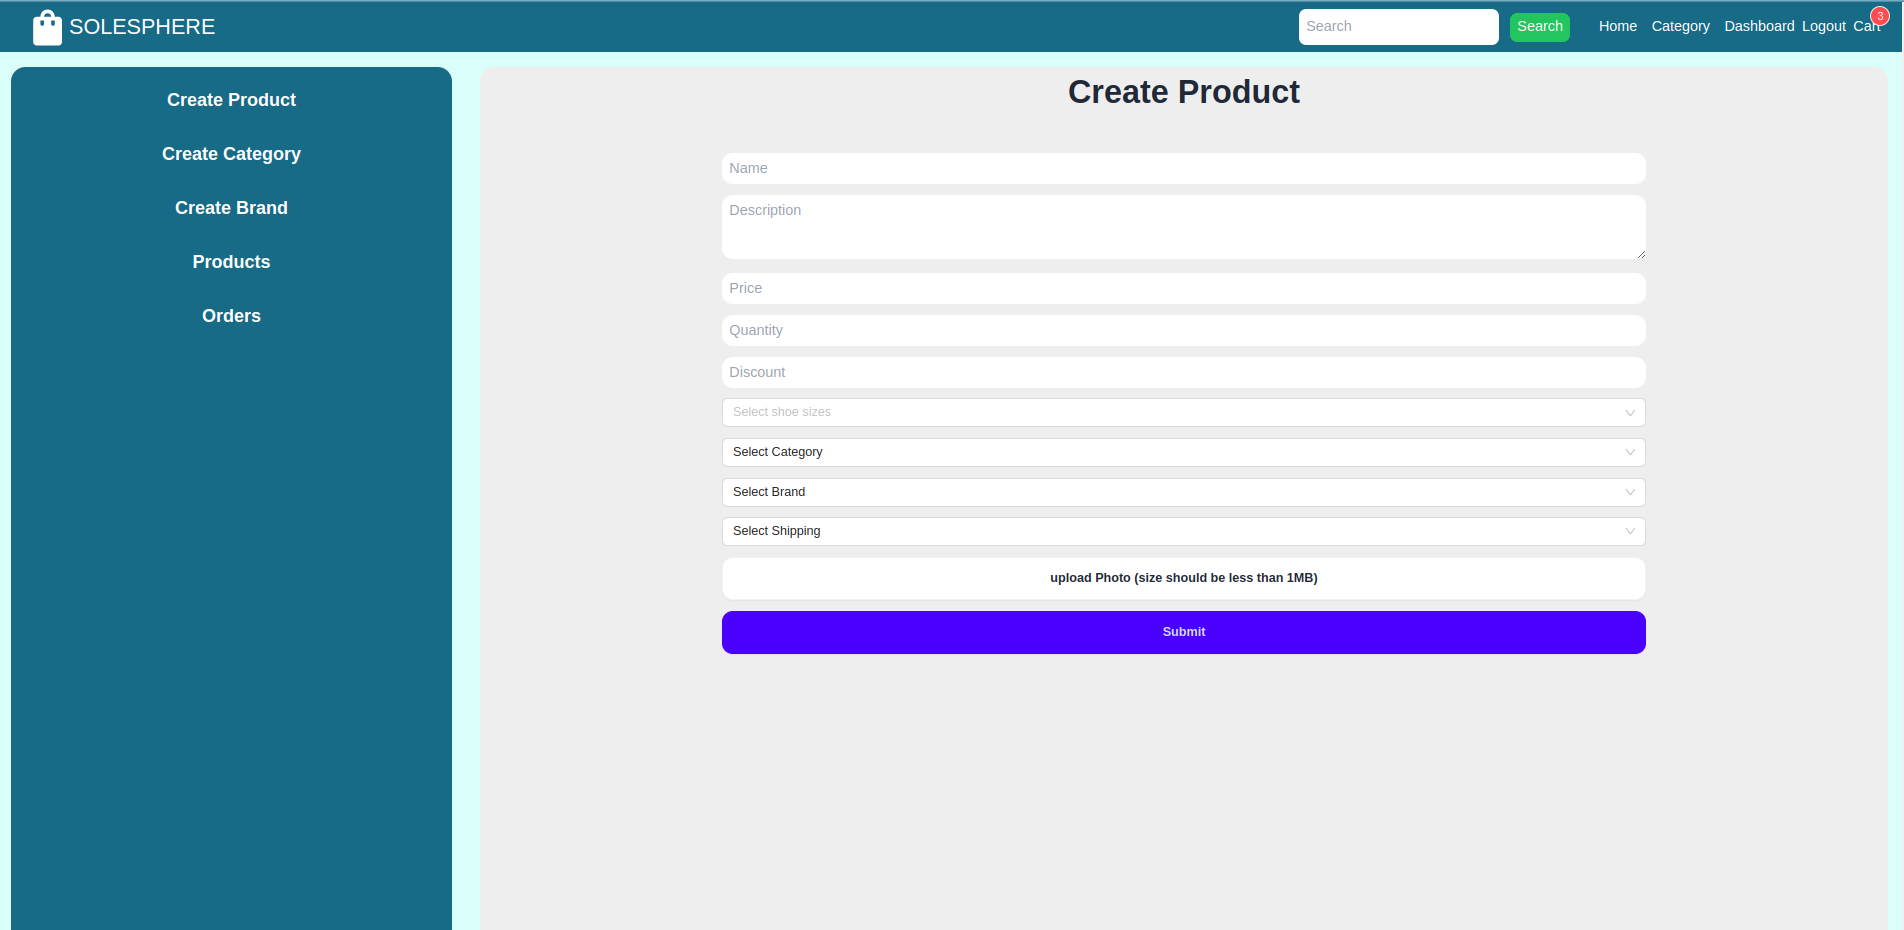 SOLESPHERE
Search
Search
Home
Category
Dashboard
Logout
Cart
3
Create Product
Create Category
Create Brand
Products
Orders
Create Product
Name
Description
Price
Quantity
Discount
Select shoe sizes
Select Category
Select Brand
Select Shipping
upload Photo (size should be less than 1MB)
Submit